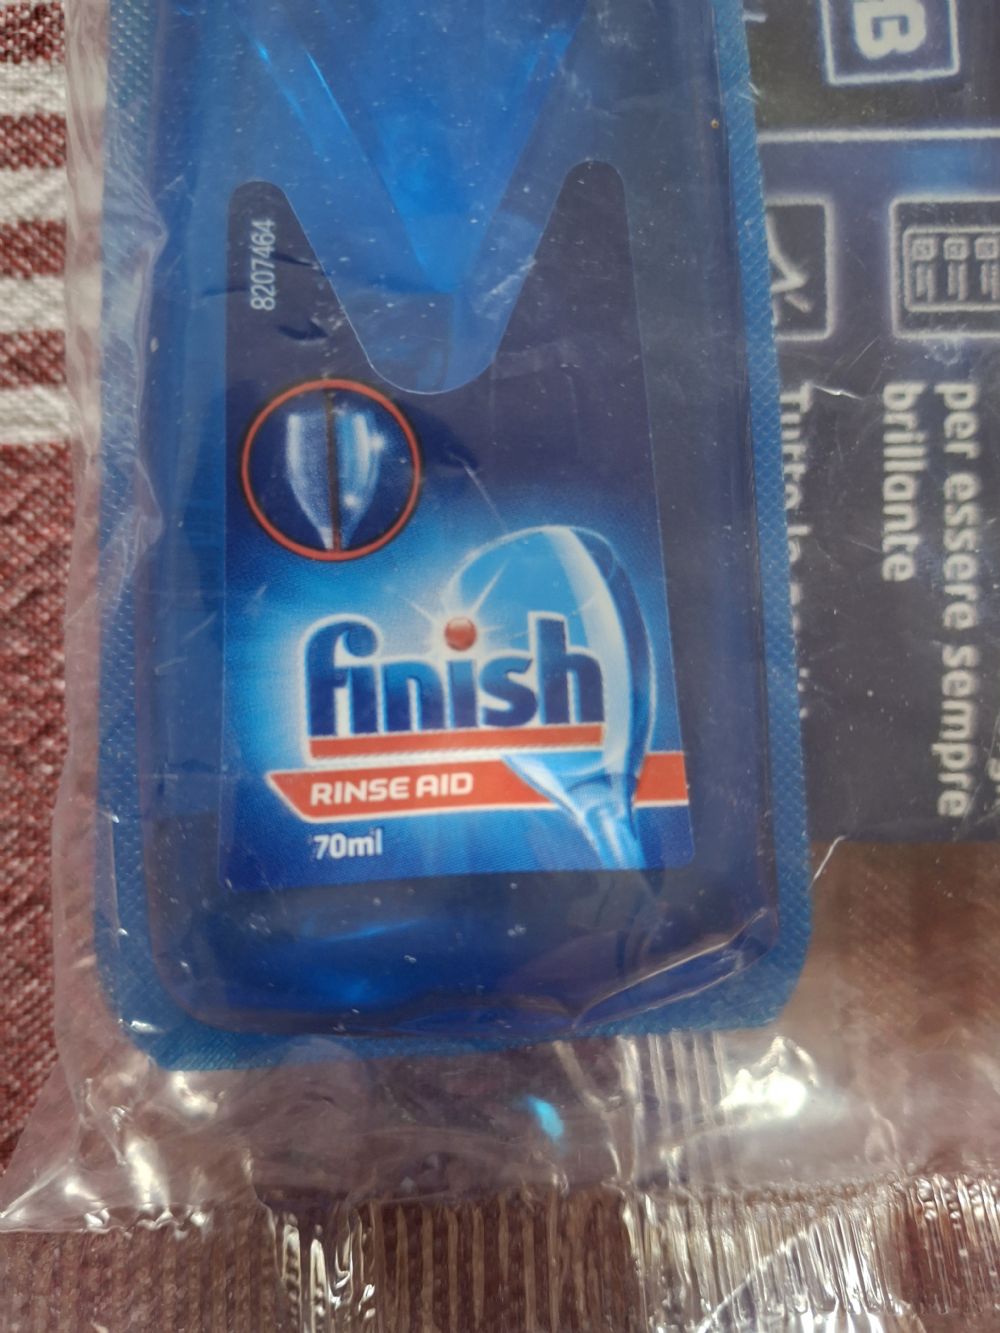 8207464
finish
RINSE AID
70ml
per essere sempre
brillante